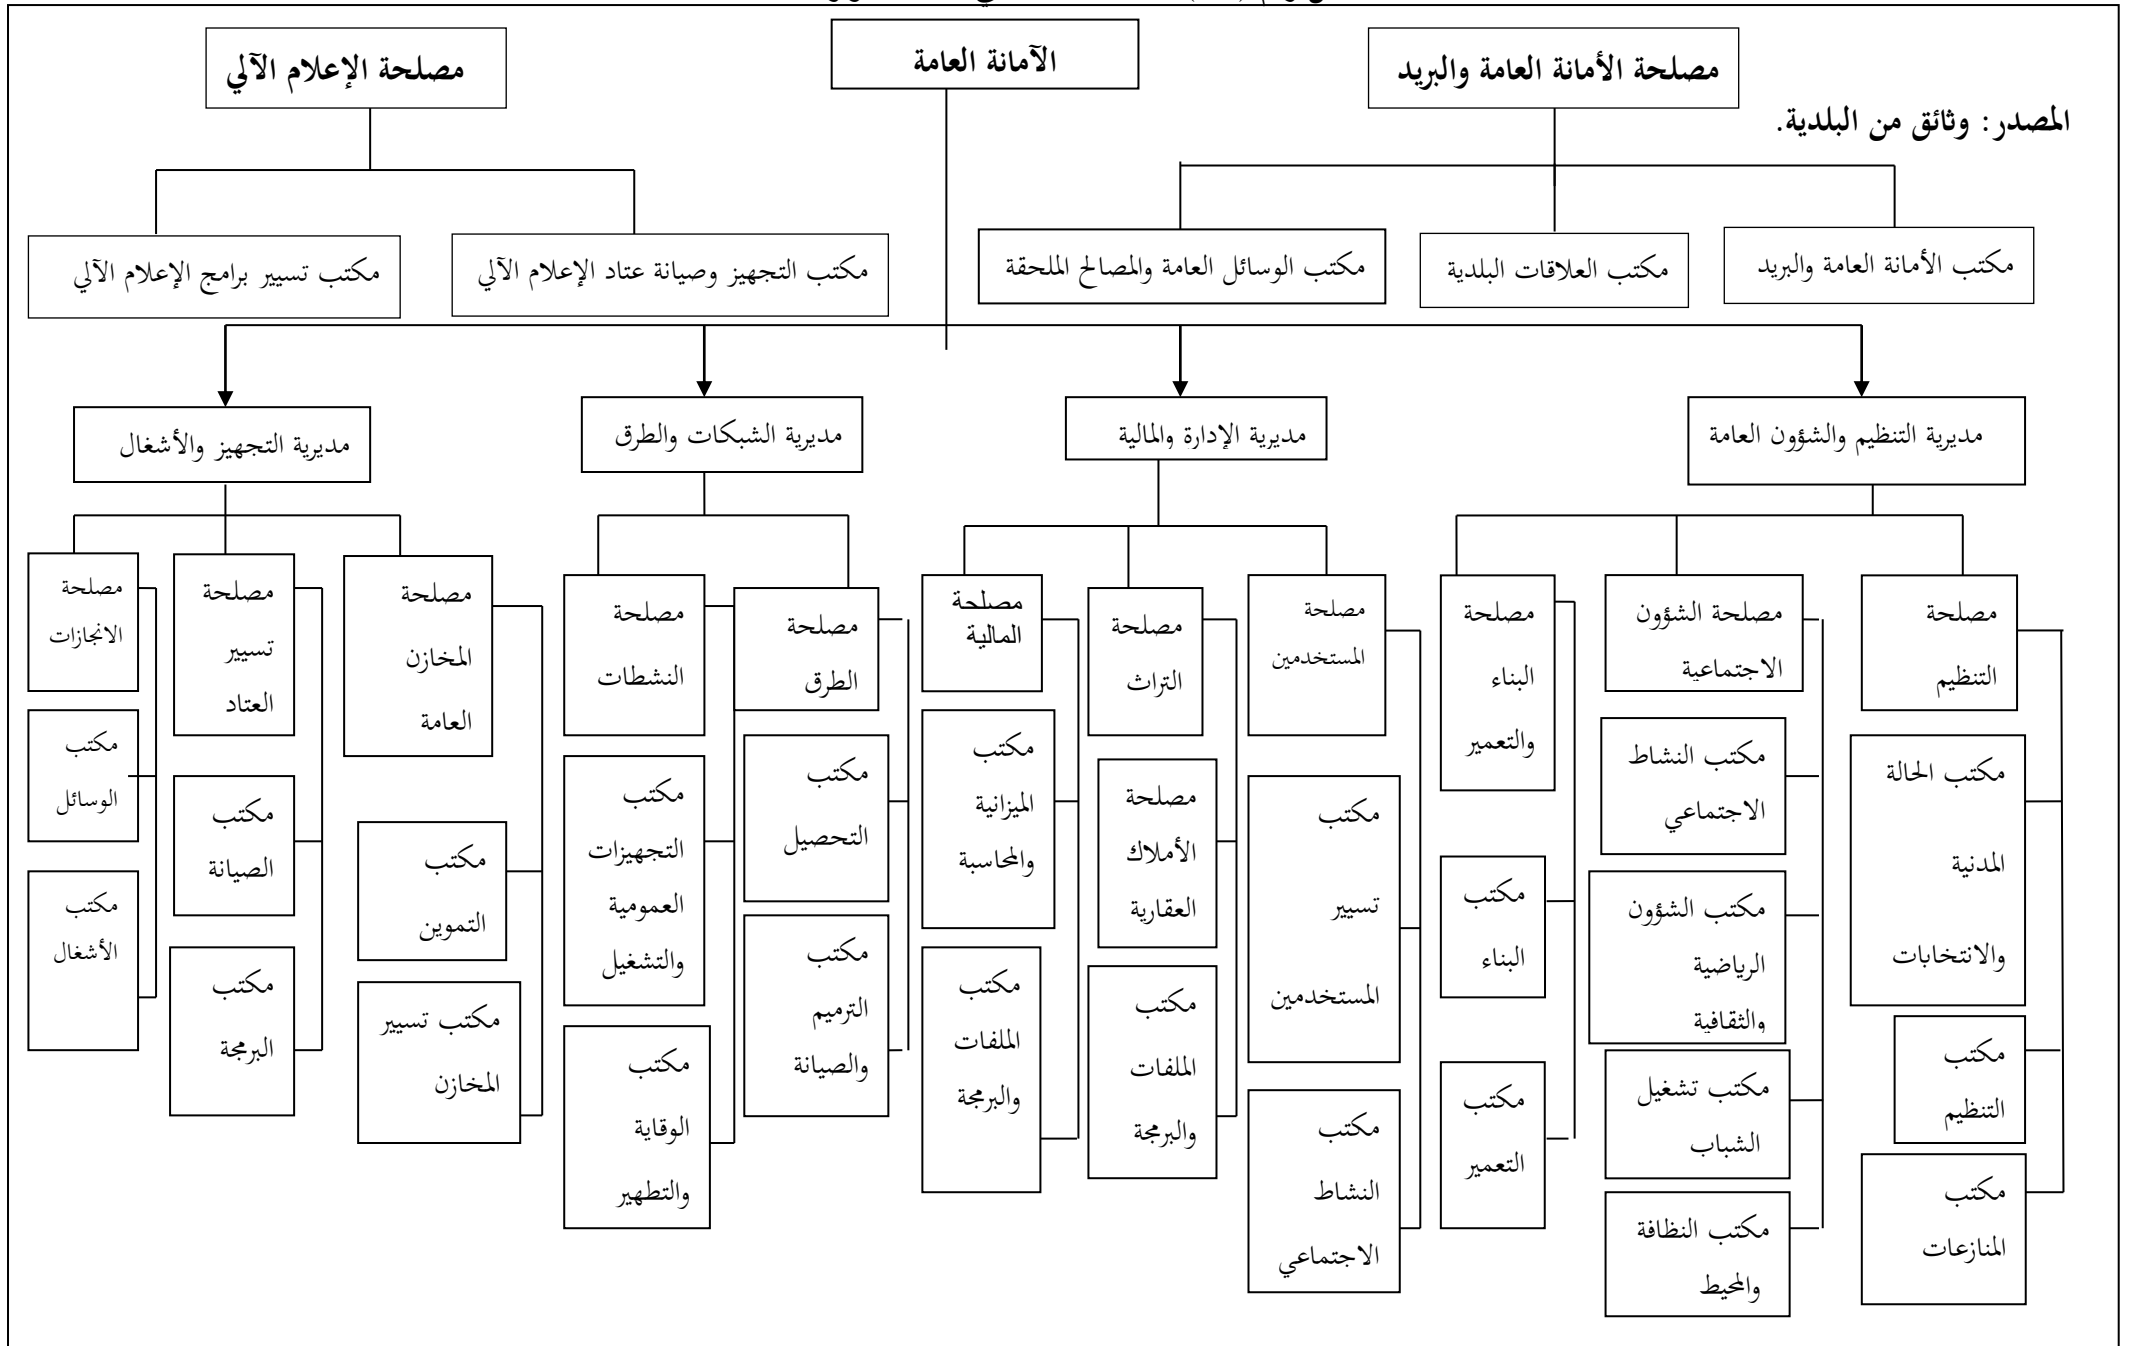 الآمانة العامة
مصلحة الأمانة العامة والبريد
مصلحة الإعلام الآلي
المصدر: وثائق من البلدية.
مكتب الأمانة العامة والبريد
مكتب العلاقات البلدية
مكتب الوسائل العامة والمصالح الملحقة
مكتب التجهيز وصيانة عتاد الإعلام الآلي
مكتب تسيير برامج الإعلام الآلي
مديرية التنظيم والشؤون العامة
مديرية الإدارة والمالية
مديرية الشبكات والطرق
مديرية التجهيز والأشغال
مصلحة
التنظيم
مكتب الحالة
المدنية
والانتخابات
مكتب
التنظيم
مكتب
المنازعات
مصلحة الشؤون
الاجتماعية
مكتب النشاط
الاجتماعي
مكتب الشؤون
الرياضية
والثقافية
مكتب تشغيل
الشباب
مكتب النظافة
والمحيط
مصلحة
البناء
والتعمير
مكتب
البناء
مكتب
التعمير
مصلحة
المستخدمين
مكتب
تسيير
المستخدمين
مكتب
النشاط
الاجتماعي
مصلحة
التراث
مصلحة
الأملاك
العقارية
مكتب
الملفات
والبرمجة
مصلحة
المالية
مكتب
الميزانية
والمحاسبة
مكتب
الملفات
والبرمجة
مصلحة
الطرق
مكتب
التحصيل
مكتب
الترميم
والصيانة
مصلحة
النشطات
مكتب
التجهيزات
العمومية
والتشغيل
مكتب
الوقاية
والتطهير
مصلحة
المخازن
العامة
مكتب
التموين
مكتب تسيير
المخازن
مصلحة
تسيير
العتاد
مكتب
الصيانة
مكتب
البرمجة
مصلحة
الانجازات
مكتب
الوسائل
مكتب
الأشغال